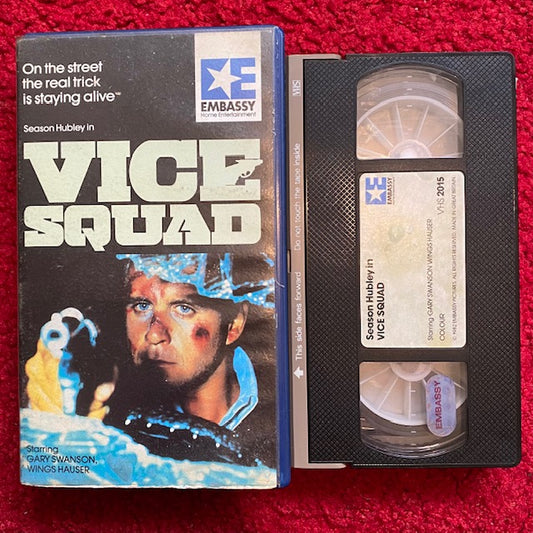 On the street
the real trick
is staying alive™
EMBASSY
Home Entertainment
Season Hubley in
VICE
SQUAD
Starring
GARY SWANSON,
WINGS HAUSER
VHS
Do not touch the tape inside
This side faces forward
EMBASSY
Season Hubley in
VICE SQUAD
VHS 2015
Starring GARY SWANSON WINGS HAUSER
COLOUR
© 1982 EMBASSY PICTURES. ALL RIGHTS RESERVED. MADE IN GREAT BRITAIN.
EMBASSY